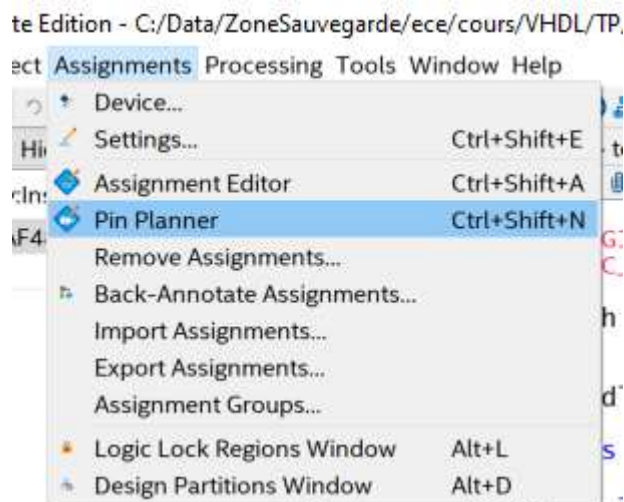 te Edition - C:/Data/ZoneSauvegarde/ece/cours/VHDL/TP
ect Assignments Processing Tools Window Help
Device...
Settings... Ctrl+Shift+E
Assignment Editor Ctrl+Shift+A
Pin Planner Ctrl+Shift+N
Remove Assignments...
Back-Annotate Assignments...
Import Assignments...
Export Assignments...
Assignment Groups...
Logic Lock Regions Window Alt+L
Design Partitions Window Alt+D